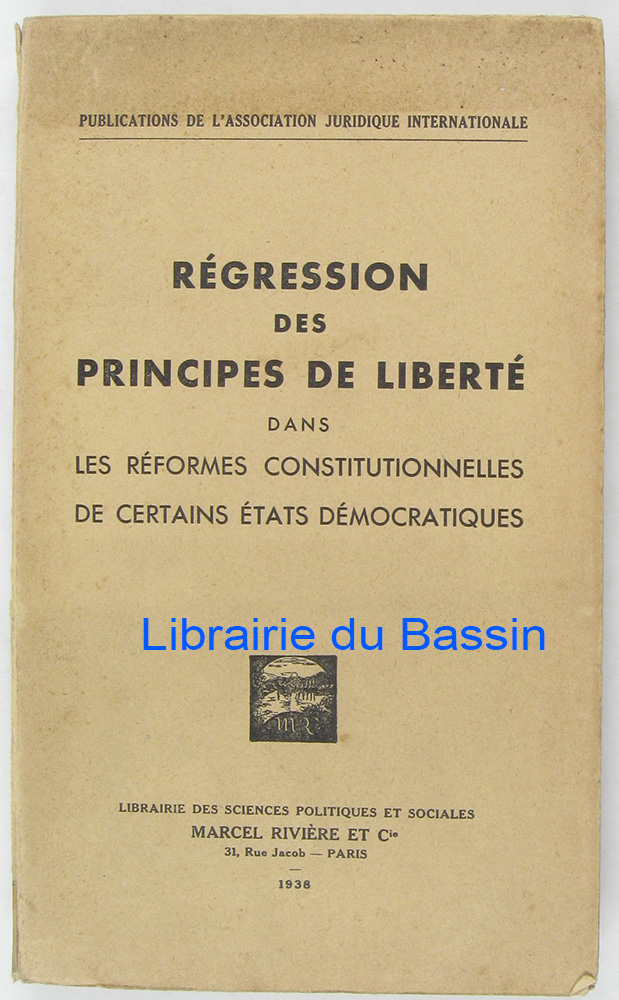 PUBLICATIONS DE L'ASSOCIATION JURIDIQUE INTERNATIONALE
RÉGRESSION
DES
PRINCIPES DE LIBERTÉ
DANS
LES RÉFORMES CONSTITUTIONNELLES
DE CERTAINS ÉTATS DÉMOCRATIQUES
Librairie du Bassin
MR
LIBRAIRIE DES SCIENCES POLITIQUES ET SOCIALES
MARCEL RIVIÈRE ET Cie
31, Rue Jacob — PARIS
1938